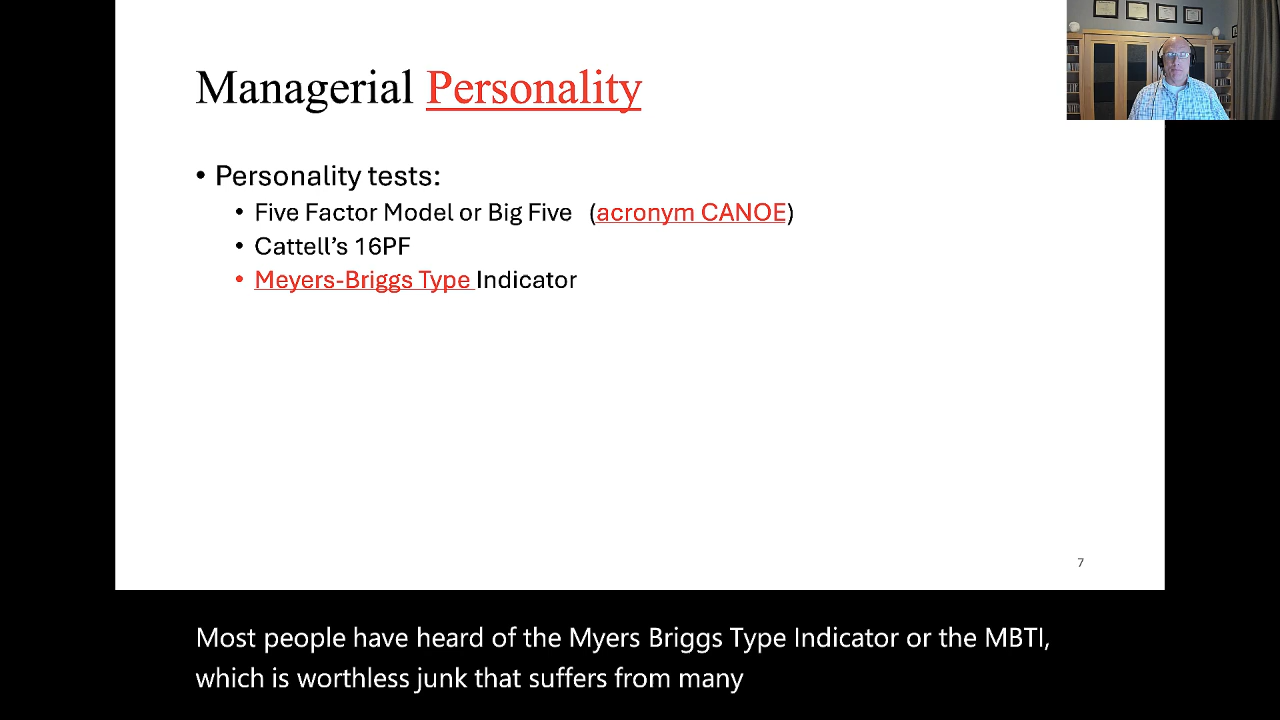 Managerial Personality
• Personality tests:
• Five Factor Model or Big Five (acronym CANOE)
• Cattell’s 16PF
• Meyers-Briggs Type Indicator
7
Most people have heard of the Myers Briggs Type Indicator or the MBTI,
which is worthless junk that suffers from many